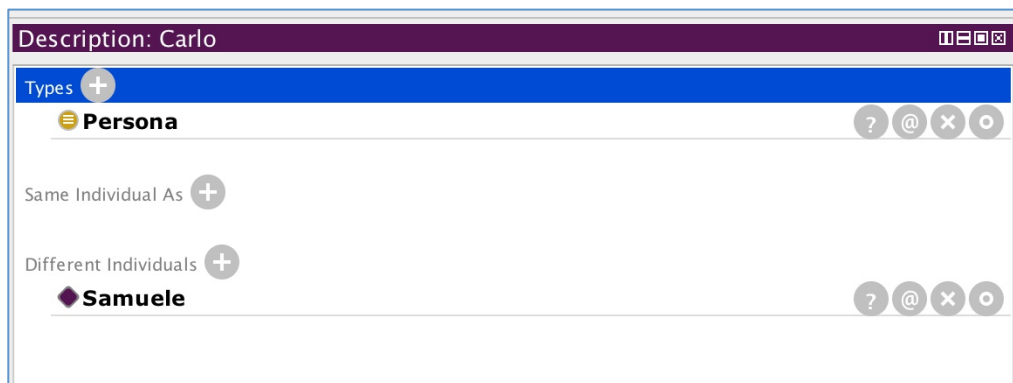 Description: Carlo
Types
Persona
? @
Same Individual As
Different Individuals
Samuele
? @